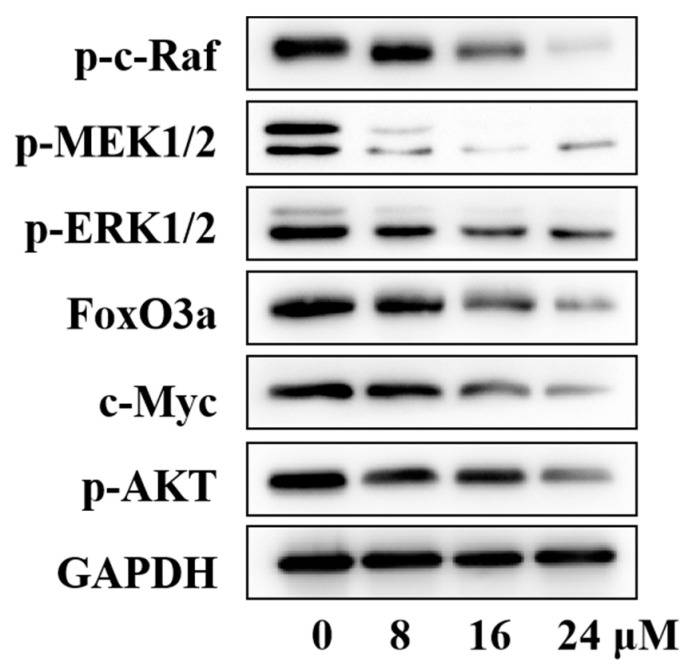 p-c-Raf
p-MEK1/2
p-ERK1/2
FoxO3a
c-Myc
p-AKT
GAPDH
0 8 16 24 μM